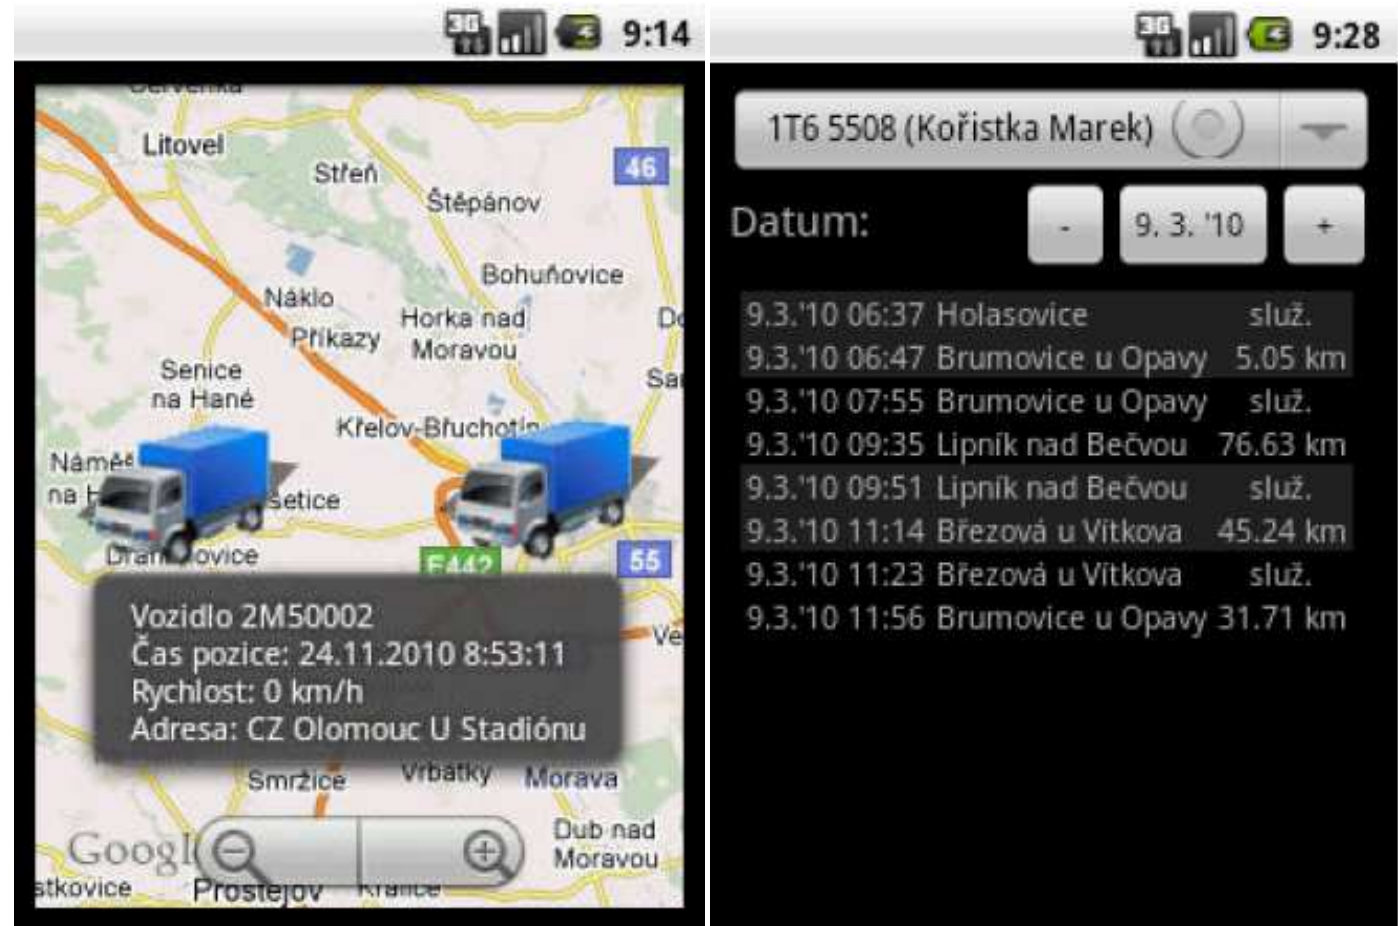 3G 9:14
Litovel
Střeň
46
Štěpánov
Bohuňovice
Náklo
Příkazy
Horka nad
Moravou
Senice
na Hané
Křelov-Břuchotín
na
E442
55
Vozidlo 2M50002
Čas pozice: 24.11.2010 8:53:11
Rychlost: 0 km/h
Adresa: CZ Olomouc U Stadiónu
Smržice
Vrbátky
Morava
Dub nad
Moravou
Prostějov
Kralice
3G 9:28
1T6 5508 (Kořistka Marek)
Datum: - 9. 3. '10 +
9.3.'10 06:37 Holasovice služ.
9.3.'10 06:47 Brumovice u Opavy 5.05 km
9.3.'10 07:55 Brumovice u Opavy služ.
9.3.'10 09:35 Lipník nad Bečvou 76.63 km
9.3.'10 09:51 Lipník nad Bečvou služ.
9.3.'10 11:14 Březová u Vítkova 45.24 km
9.3.'10 11:23 Březová u Vítkova služ.
9.3.'10 11:56 Brumovice u Opavy 31.71 km